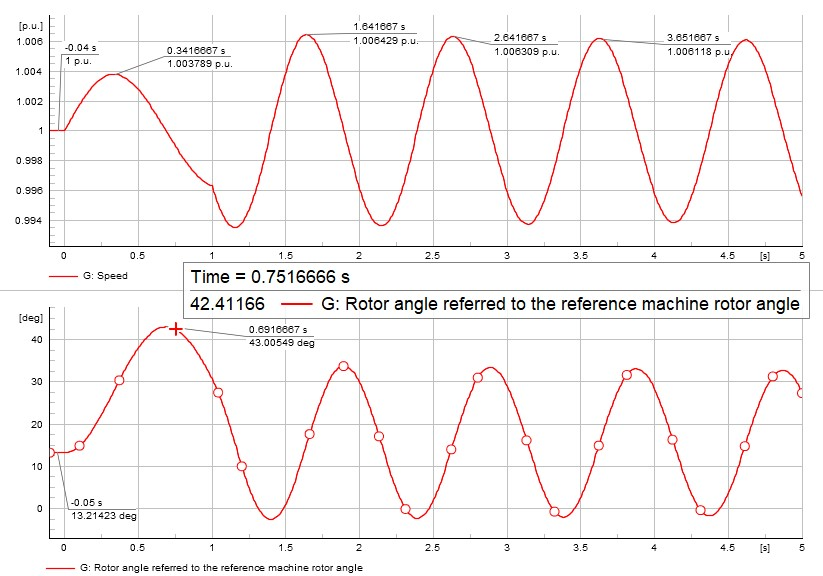 [p.u.]
1.006
1.004
1.002
1
0.998
0.996
0.994
-0.04 s
1 p.u.
0.3416667 s
1.003789 p.u.
1.641667 s
1.006429 p.u.
2.641667 s
1.006309 p.u.
3.651667 s
1.006118 p.u.
0 0.5 1 1.5 2 2.5 3 3.5 4 4.5 [s] 5
G: Speed
Time = 0.7516666 s
42.41166 G: Rotor angle referred to the reference machine rotor angle
[deg]
40
30
20
10
0
0.6916667 s
43.00549 deg
-0.05 s
13.21423 deg
0 0.5 1 1.5 2 2.5 3 3.5 4 4.5 [s] 5
G: Rotor angle referred to the reference machine rotor angle